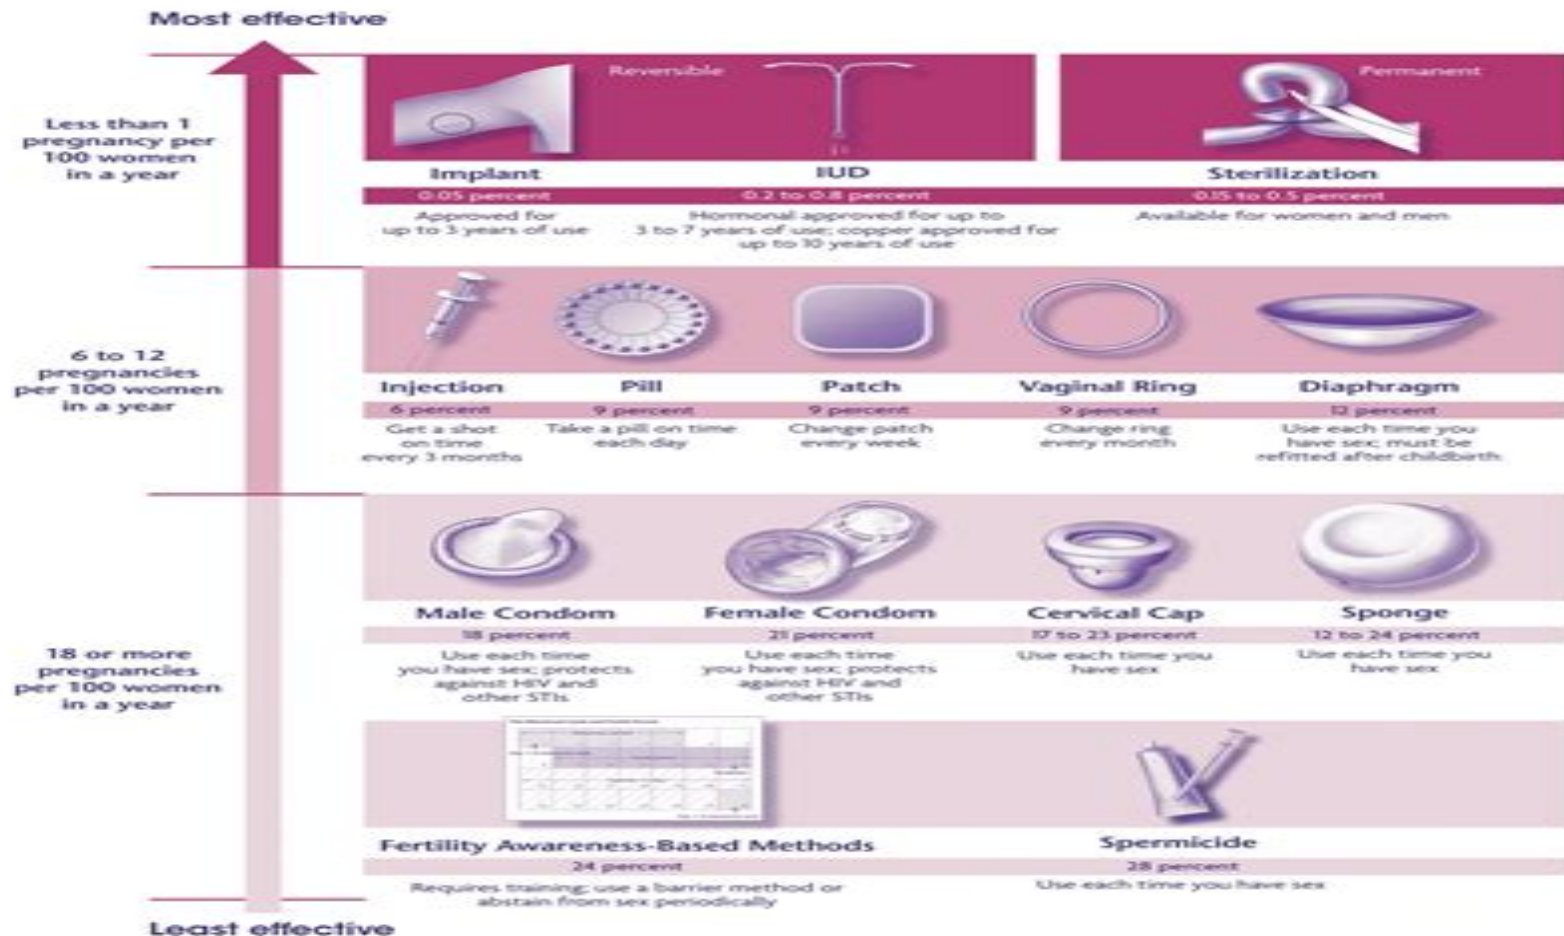 Most effective
Less than 1
pregnancy per
100 women
in a year
Reversible
Permanent
Implant
IUD
Sterilization
0.05 percent
0.2 to 0.8 percent
0.15 to 0.5 percent
Approved for
up to 3 years of use
Hormonal approved for up to
3 to 7 years of use; copper approved for
up to 10 years of use
Available for women and men
6 to 12
pregnancies
per 100 women
in a year
Injection
6 percent
Get a shot
on time
every 3 months
Pill
9 percent
Take a pill on time
each day
Patch
9 percent
Change patch
every week
Vaginal Ring
9 percent
Change ring
every month
Diaphragm
12 percent
Use each time you
have sex; must be
refitted after childbirth
18 or more
pregnancies
per 100 women
in a year
Male Condom
18 percent
Use each time
you have sex; protects
against HIV and
other STIs
Female Condom
21 percent
Use each time
you have sex; protects
against HIV and
other STIs
Cervical Cap
17 to 23 percent
Use each time you
have sex
Sponge
12 to 24 percent
Use each time you
have sex
Fertility Awareness-Based Methods
24 percent
Requires training; use a barrier method or
abstain from sex periodically
Spermicide
28 percent
Use each time you have sex
Least effective